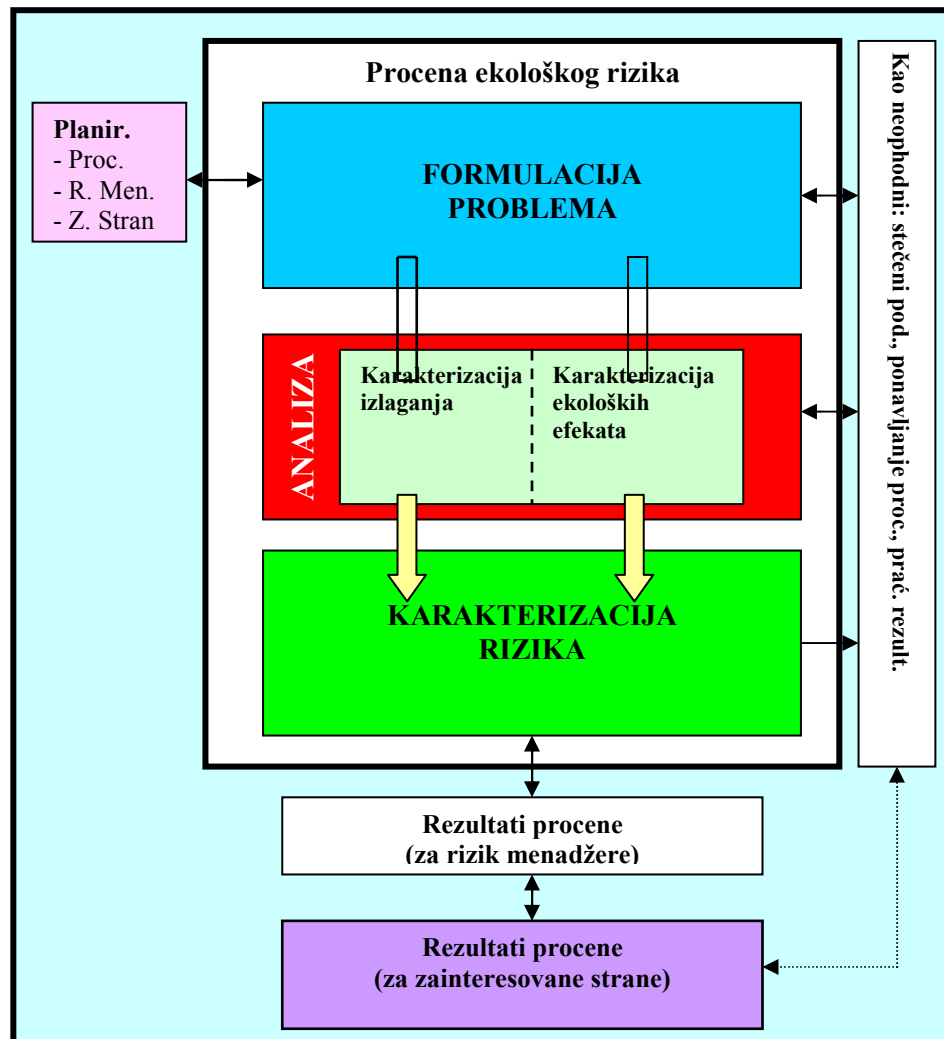 Procena ekološkog rizika
Planir.
- Proc.
- R. Men.
- Z. Stran
FORMULACIJA
PROBLEMA
ANALIZA
Karakterizacija
izlaganja
Karakterizacija
ekoloških
efekata
KARAKTERIZACIJA
RIZIKA
Kao neophodni: stečeni pod., ponavljanje proc., prać. rezult.
Rezultati procene
(za rizik menadžere)
Rezultati procene
(za zainteresovane strane)